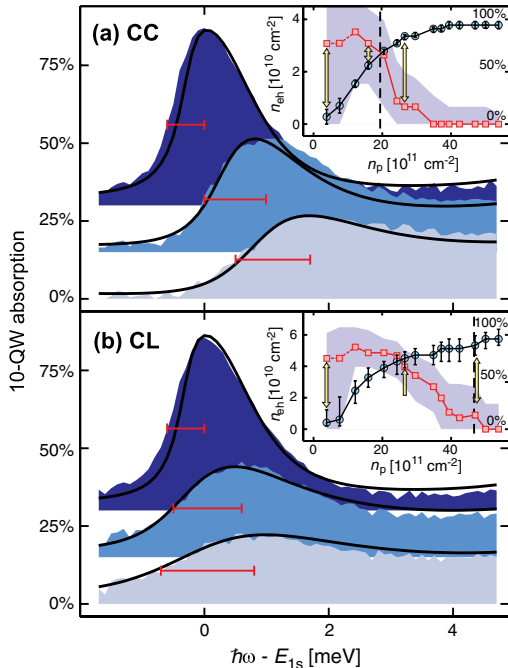 (a) CC
n_eh [10^10 cm^-2]
4
2
0
100%
50%
0%
0 20 40
n_p [10^11 cm^-2]
75%
50%
25%
0%
10-QW absorption
(b) CL
n_eh [10^10 cm^-2]
6
4
2
0
100%
50%
0%
0 20 40
n_p [10^11 cm^-2]
75%
50%
25%
0%
0 2 4
ħω - E_1s [meV]